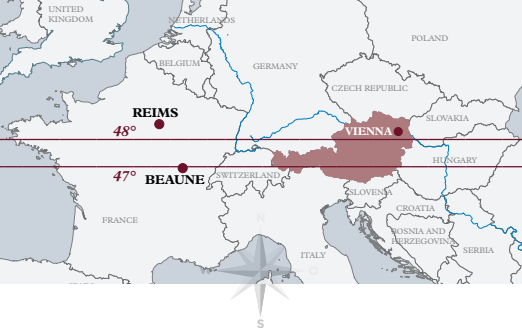 UNITED
KINGDOM
NETHERLANDS
POLAND
BELGIUM
GERMANY
CZECH REPUBLIC
REIMS
SLOVAKIA
48°
VIENNA
HUNGARY
47°
BEAUNE
SWITZERLAND
SLOVENIA
CROATIA
FRANCE
BOSNIA AND
HERZEGOVINA
SERBIA
ITALY
N
O
S